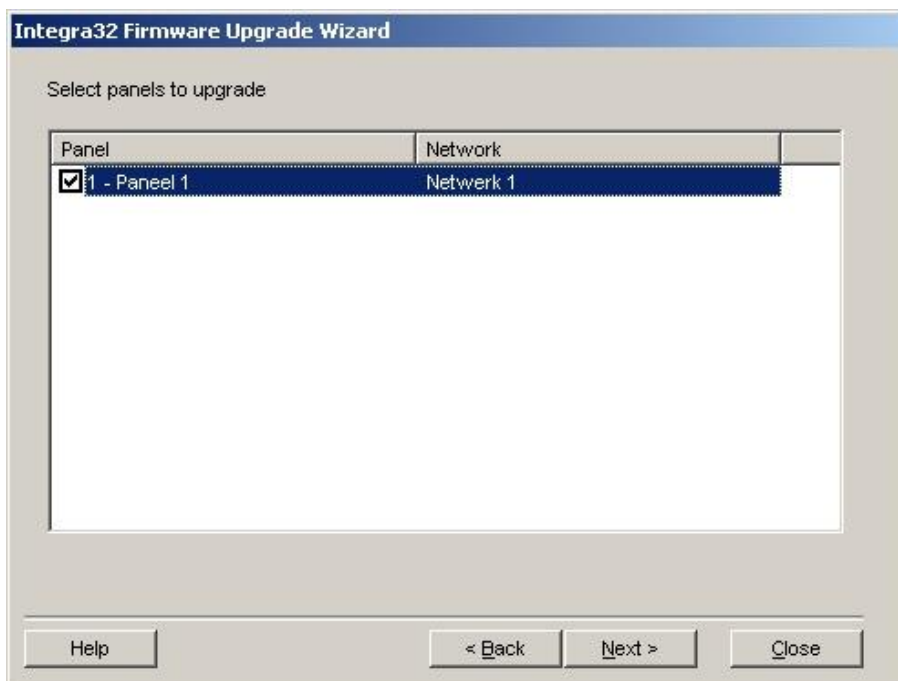 Integra32 Firmware Upgrade Wizard
Select panels to upgrade
Panel Network
1 - Paneel 1 Netwerk 1
Help < Back Next > Close